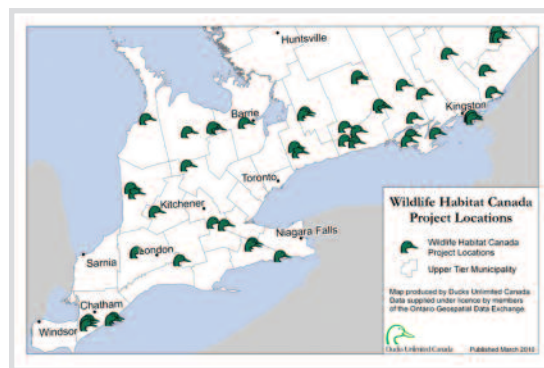 Huntsville
Barrie
Kingston
Toronto
Kitchener
Niagara Falls
London
Sarnia
Chatham
Windsor
Wildlife Habitat Canada
Project Locations
Wildlife Habitat Canada
Project Locations
Upper Tier Municipality
Map produced by Ducks Unlimited Canada
Data supplied under licence by members
of the Ontario Geospatial Data Exchange.
Ducks Unlimited Canada
Published March 2010